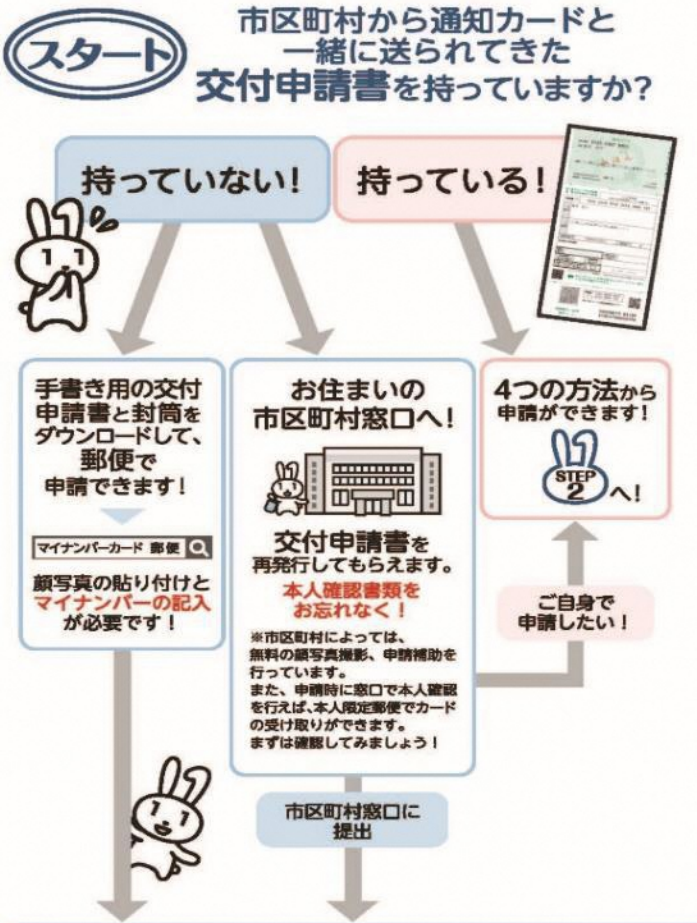 スタート
市区町村から通知カードと
一緒に送られてきた
交付申請書を持っていますか?
持っていない!
持っている!
手書き用の交付
申請書と封筒を
ダウンロードして、
郵便で
申請できます!
マイナンバーカード 郵便
顔写真の貼り付けと
マイナンバーの記入
が必要です!
お住まいの
市区町村窓口へ!
交付申請書を
再発行してもらえます。
本人確認書類を
お忘れなく!
※市区町村によっては、
無料の顔写真撮影、申請補助を
行っています。
また、申請時に窓口で本人確認
を行えば、本人限定郵便でカード
の受け取りができます。
まずは確認してみましょう!
4つの方法から
申請ができます!
STEP
2 へ!
ご自身で
申請したい!
市区町村窓口に
提出